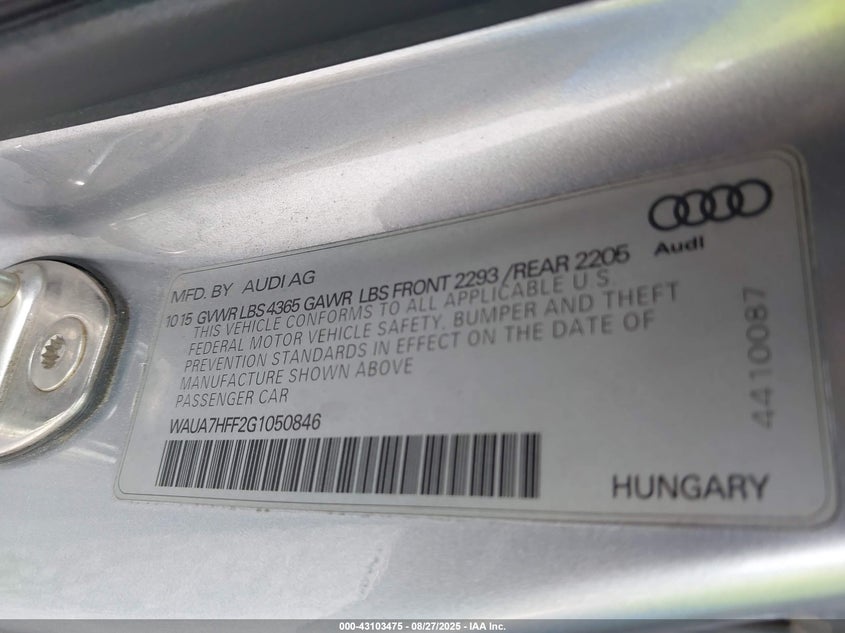 Audi
MFD. BY AUDI AG
10 15 GVWR LBS 4365 GAWR LBS FRONT 2293 / REAR 2205
THIS VEHICLE CONFORMS TO ALL APPLICABLE U S
FEDERAL MOTOR VEHICLE SAFETY, BUMPER AND THEFT
PREVENTION STANDARDS IN EFFECT ON THE DATE OF
MANUFACTURE SHOWN ABOVE
PASSENGER CAR
WAUA7HFF2G1050846
HUNGARY
4410087
000-43103475 - 08/27/2025 - IAA Inc.